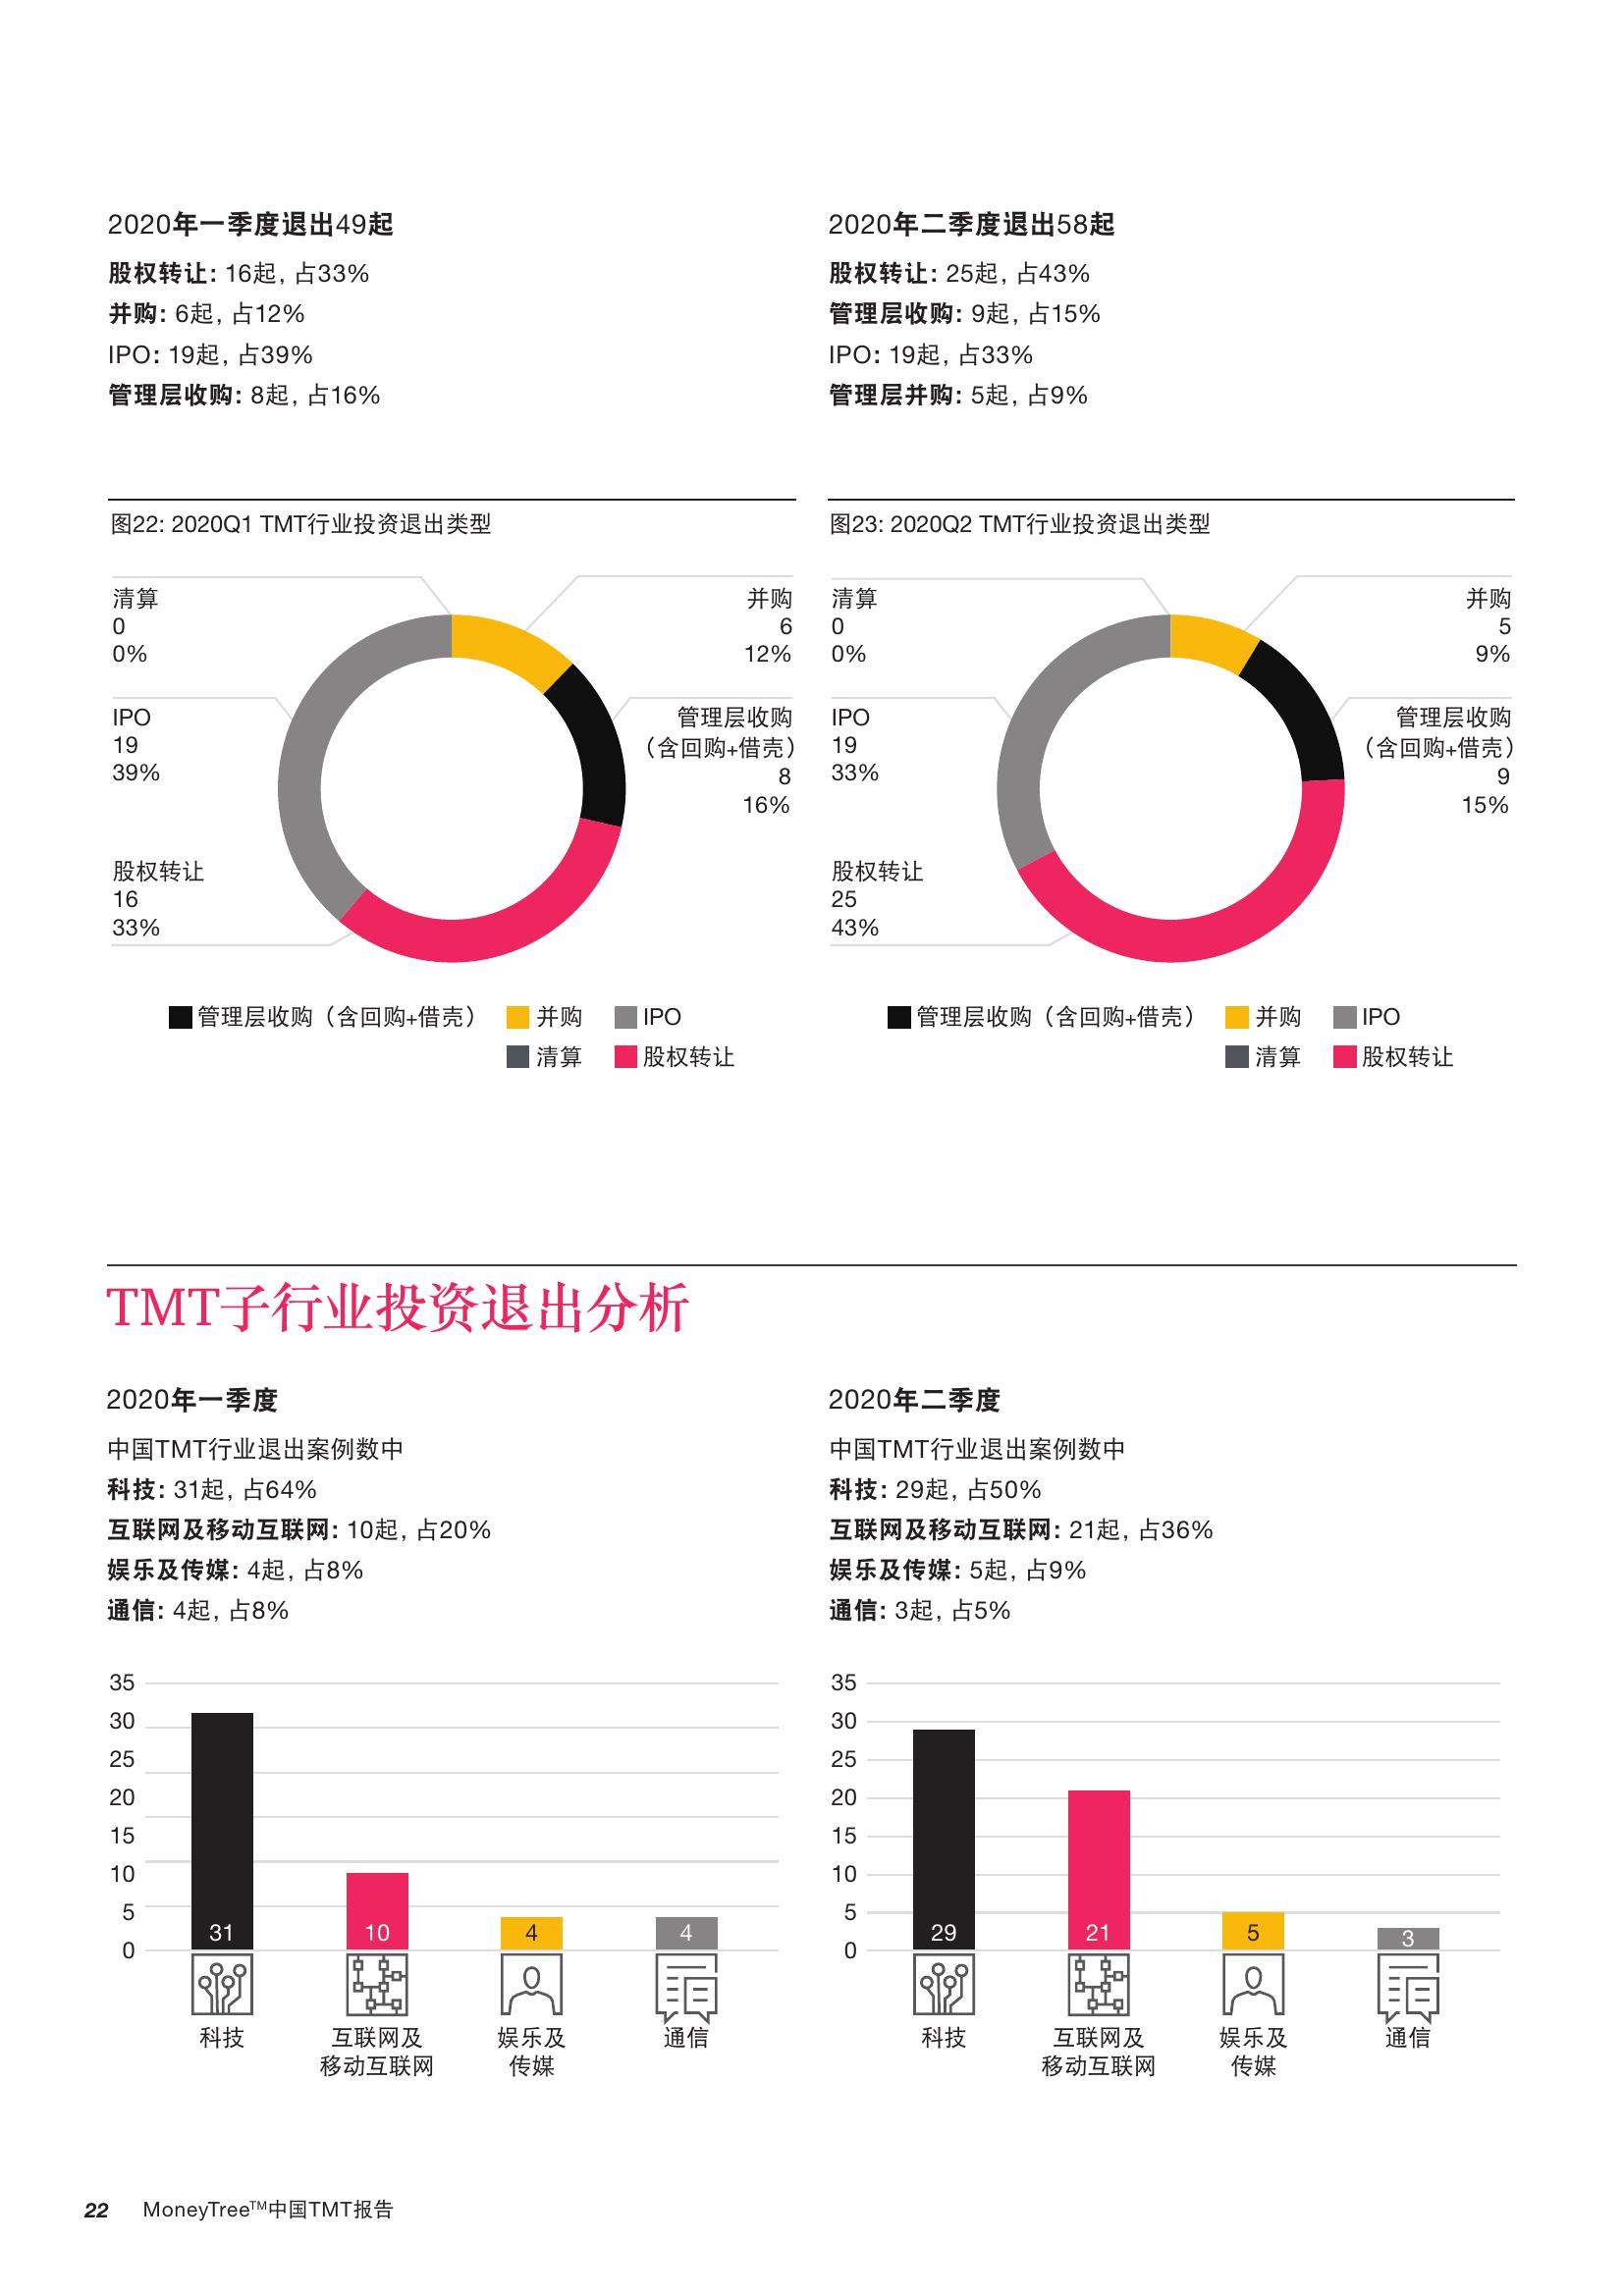 2020年一季度退出49起
股权转让: 16起, 占33%
并购: 6起, 占12%
IPO: 19起, 占39%
管理层收购: 8起, 占16%
2020年二季度退出58起
股权转让: 25起, 占43%
管理层收购: 9起, 占15%
IPO: 19起, 占33%
管理层并购: 5起, 占9%
图22: 2020Q1 TMT行业投资退出类型
清算
0
0%
并购
6
12%
IPO
19
39%
管理层收购
（含回购+借壳）
8
16%
股权转让
16
33%
管理层收购（含回购+借壳）
并购
IPO
清算
股权转让
图23: 2020Q2 TMT行业投资退出类型
清算
0
0%
并购
5
9%
IPO
19
33%
管理层收购
（含回购+借壳）
9
15%
股权转让
25
43%
管理层收购（含回购+借壳）
并购
IPO
清算
股权转让
TMT子行业投资退出分析
2020年一季度
中国TMT行业退出案例数中
科技: 31起, 占64%
互联网及移动互联网: 10起, 占20%
娱乐及传媒: 4起, 占8%
通信: 4起, 占8%
2020年二季度
中国TMT行业退出案例数中
科技: 29起, 占50%
互联网及移动互联网: 21起, 占36%
娱乐及传媒: 5起, 占9%
通信: 3起, 占5%
35
30
25
20
15
10
5
0
31
10
4
4
科技
互联网及
移动互联网
娱乐及
传媒
通信
35
30
25
20
15
10
5
0
29
21
5
3
科技
互联网及
移动互联网
娱乐及
传媒
通信
22 MoneyTree™中国TMT报告